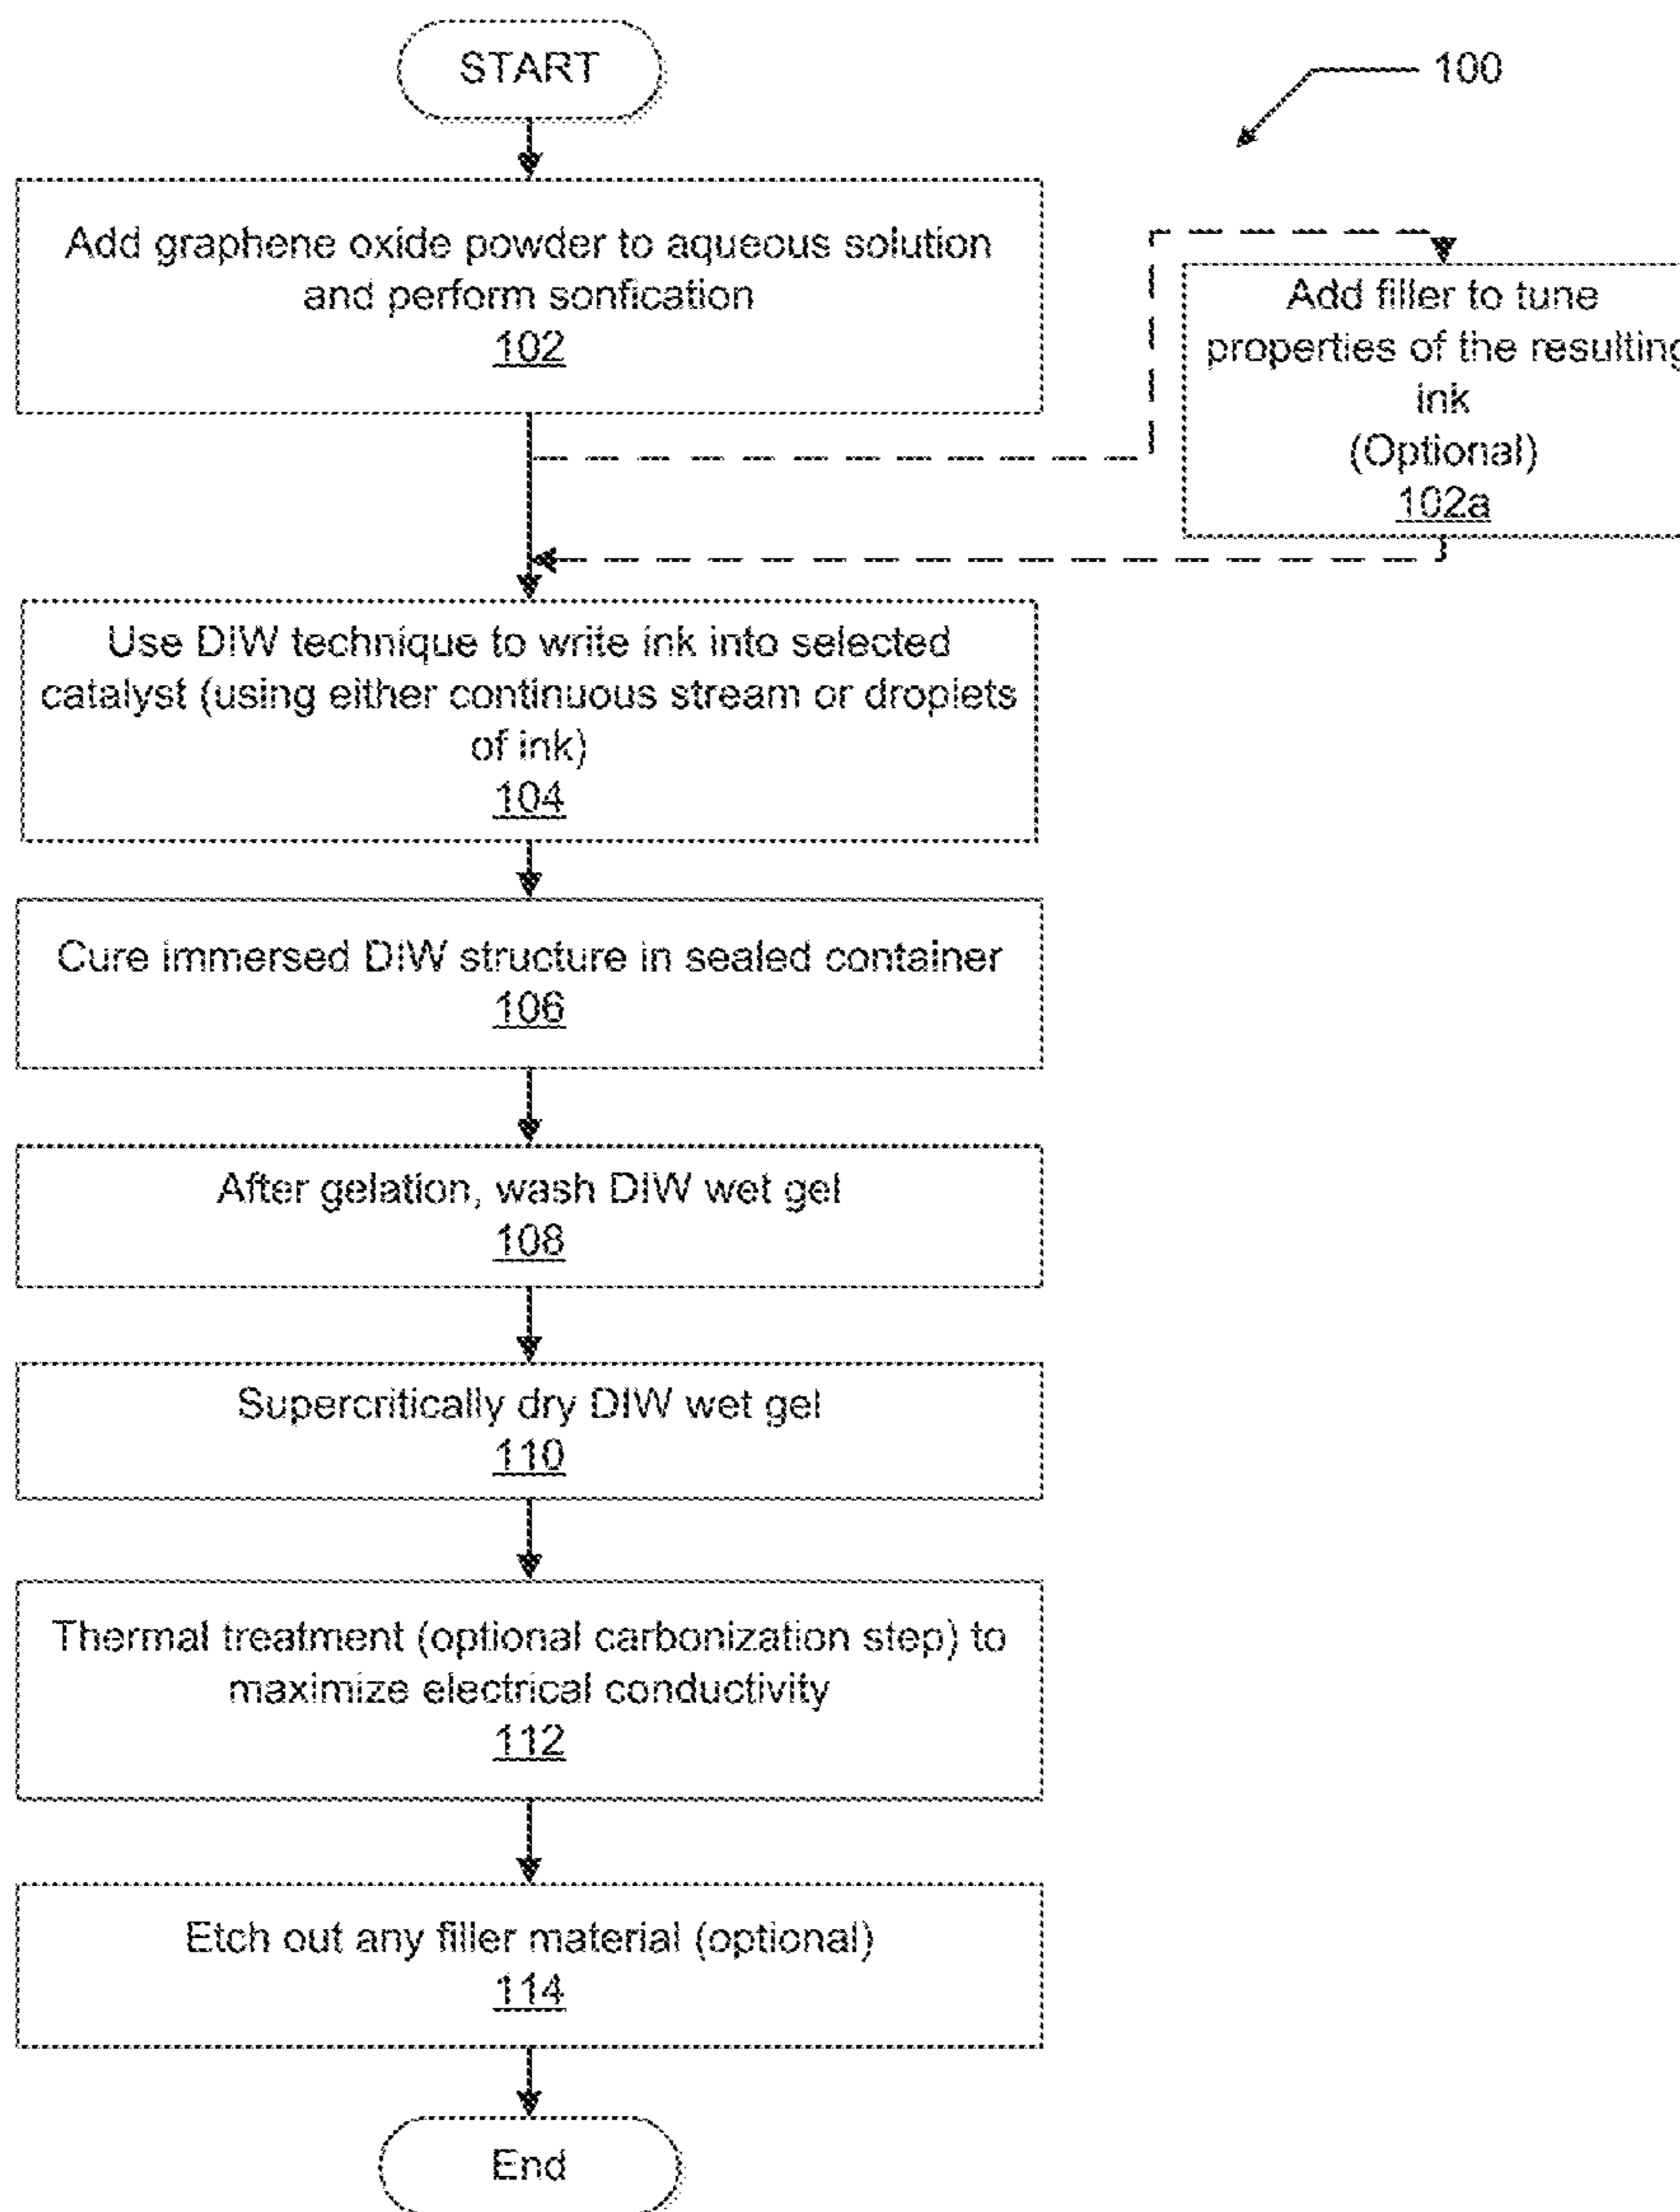 START
100
Add graphene oxide powder to aqueous solution
and perform sonfication
102
Add filler to tune
properties of the resulting
ink
(Optional)
102a
Use DIW technique to write ink into selected
catalyst (using either continuous stream or droplets
of ink)
104
Cure immersed DIW structure in sealed container
106
After gelation, wash DIW wet gel
108
Supercritically dry DIW wet gel
110
Thermal treatment (optional carbonization step) to
maximize electrical conductivity
112
Etch out any filler material (optional)
114
End